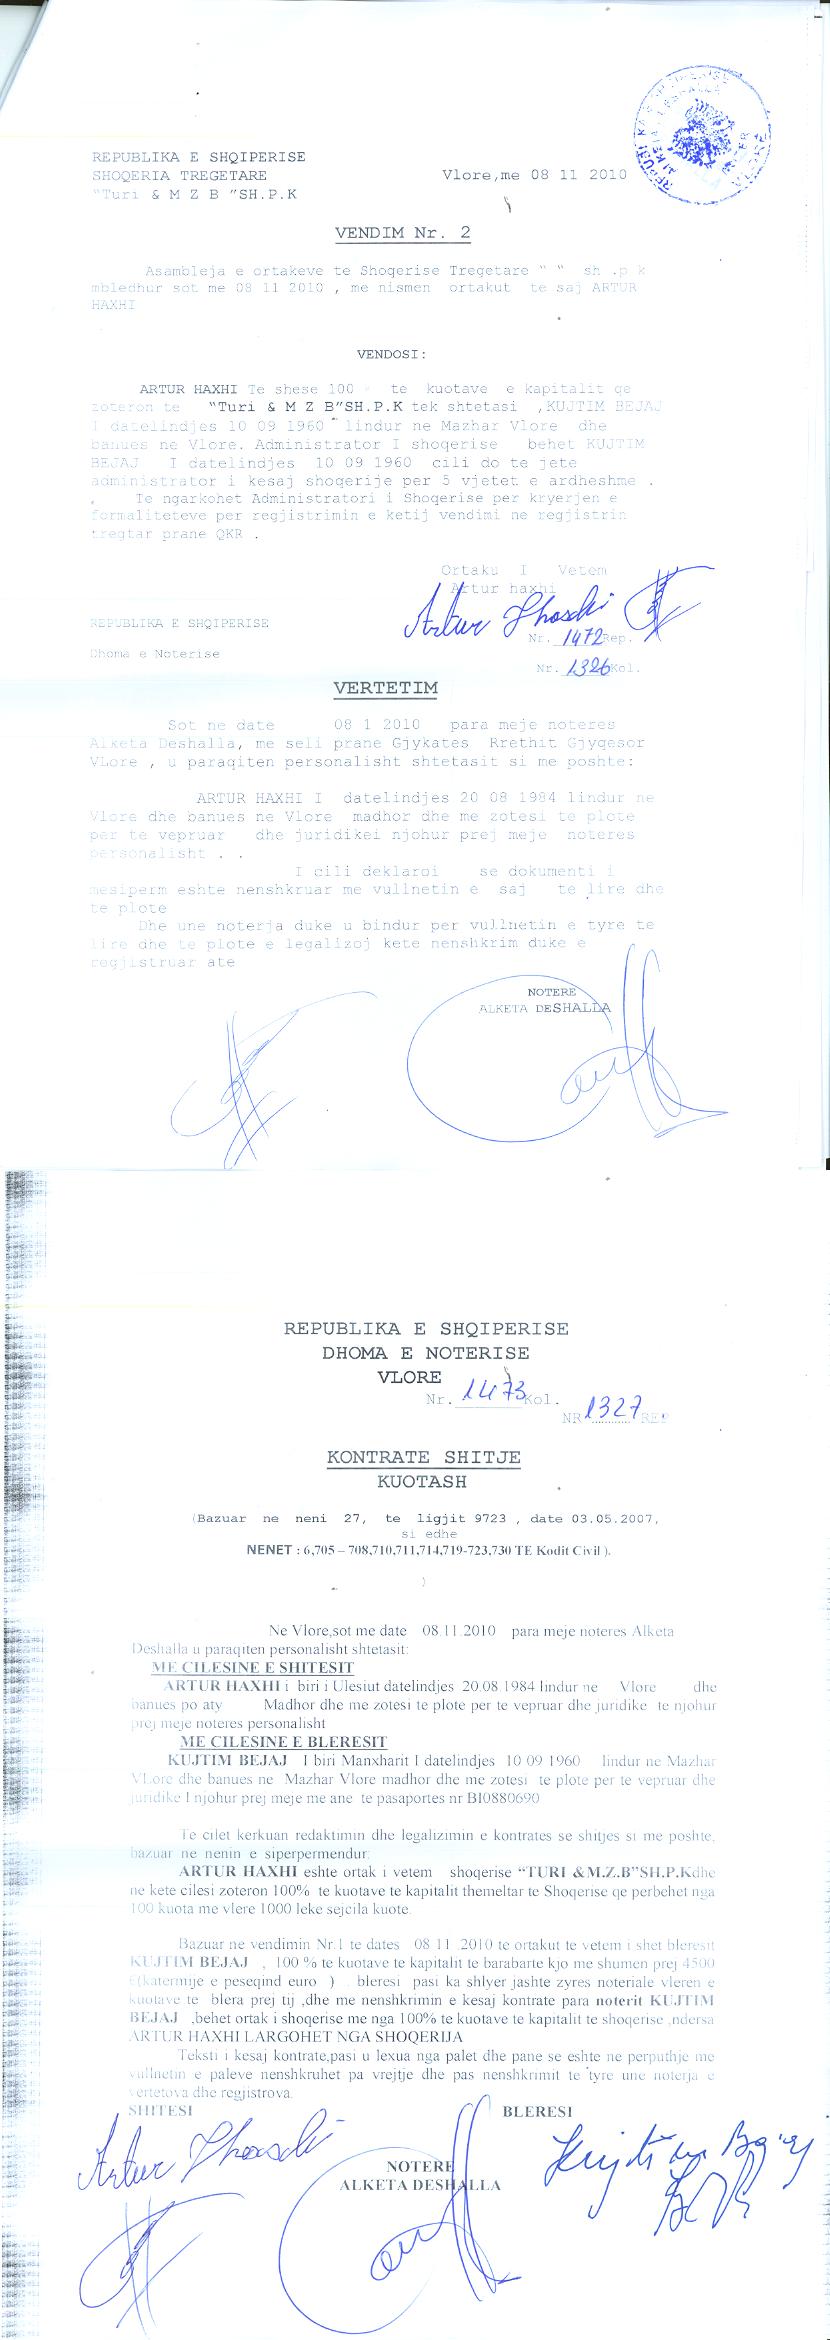 REPUBLIKA E SHQIPERISE
SHOQERIA TREGETARE
Vlore,me 08 11 2010
"Turi & M Z B "SH.P.K
VENDIM Nr. 2
Asambleja e ortakeve te Shoqerise Tregetare " " sh .p k
mbledhur sot me 08 11 2010 , me nismen ortakut te saj ARTUR
HAXHI
VENDOSI:
ARTUR HAXHI Te shese 100 te kuotave e kapitalit qe
zoteron te "Turi & M Z B"SH.P.K tek shtetasi ,KUJTIM BEJAJ
I datelindjes 10 09 1960 lindur ne Mazhar Vlore dhe
banues ne Vlore. Administrator I shoqerise behet KUJTIM
BEJAJ I datelindjes 10 09 1960 cili do te jete
administrator i kesaj shoqerije per 5 vjetet e ardheshme .
Te ngarkohet Administratori i Shoqerise per kryerjen e
formaliteteve per regjistrimin e ketij vendimi ne regjistrin
tregtar prane QKR .
Ortaku I Vetem
Artur haxhi
REPUBLIKA E SHQIPERISE
Nr. 1472 Rep.
Dhoma e Noterise
Nr. 1326 Kol.
VERTETIM
Sot ne date 08 1 2010 para meje noteres
Alketa Deshalla, me seli prane Gjykates Rrethit Gjyqesor
VLore , u paraqiten personalisht shtetasit si me poshte:
ARTUR HAXHI I datelindjes 20 08 1984 lindur ne
Vlore dhe banues ne Vlore madhor dhe me zotesi te plote
per te vepruar dhe juridikei njohur prej meje noteres
personalisht . .
I cili deklaroi se dokumenti i
mesiperm eshte nenshkruar me vullnetin e saj te lire dhe
te plote
Dhe une noterja duke u bindur per vullnetin e tyre te
lire dhe te plote e legalizoj kete nenshkrim duke e
regjistruar ate
NOTERE
ALKETA DESHALLA
REPUBLIKA E SHQIPERISE
DHOMA E NOTERISE
VLORE
Nr. 1473 Kol.
NR 1327 REP
KONTRATE SHITJE
KUOTASH
(Bazuar ne neni 27, te ligjit 9723 , date 03.05.2007,
si edhe
NENET : 6,705 – 708,710,711,714,719-723,730 TE Kodit Civil ).
)
Ne Vlore,sot me date 08.11.2010 para meje noteres Alketa
Deshalla u paraqiten personalisht shtetasit:
ME CILESINE E SHITESIT
ARTUR HAXHI i biri i Ulesiut datelindjes 20.08.1984 lindur ne Vlore dhe
banues po aty Madhor dhe me zotesi te plote per te vepruar dhe juridike te njohur
prej meje noteres personalisht
ME CILESINE E BLERESIT
KUJTIM BEJAJ I biri Manxharit I datelindjes 10 09 1960 lindur ne Mazhar
VLore dhe banues ne Mazhar Vlore madhor dhe me zotesi te plote per te vepruar dhe
juridike I njohur prej meje me ane te pasaportes nr BI0880690
Te cilet kerkuan redaktimin dhe legalizimin e kontrates se shitjes si me poshte,
bazuar ne nenin e siperpermendur:
ARTUR HAXHI eshte ortak i vetem shoqerise "TURI &M.Z.B"SH.P.Kdhe
ne kete cilesi zoteron 100% te kuotave te kapitalit themeltar te Shoqerise qe perbehet nga
100 kuota me vlere 1000 leke sejcila kuote.
Bazuar ne vendimin Nr.1 te dates 08 11 2010 te ortakut te vetem i shet bleresit
KUJTIM BEJAJ , 100 % te kuotave te kapitalit te barabarte kjo me shumen prej 4500
(katermije e peseqind euro ) bleresi pasi ka shlyer jashte zyres noteriale vleren e
kuotave te blera prej tij ,dhe me nenshkrimin e kesaj kontrate para noterit KUJTIM
BEJAJ ,behet ortak i shoqerise me nga 100% te kuotave te kapitalit te shoqerise ,ndersa
ARTUR HAXHI LARGOHET NGA SHOQERIJA
Teksti i kesaj kontrate,pasi u lexua nga palet dhe pane se eshte ne perputhje me
vullnetin e paleve nenshkruhet pa vrejtje dhe pas nenshkrimit te tyre une noterja e
vertetova dhe regjistrova.
SHITESI
BLERESI
NOTERE
ALKETA DESHALLA